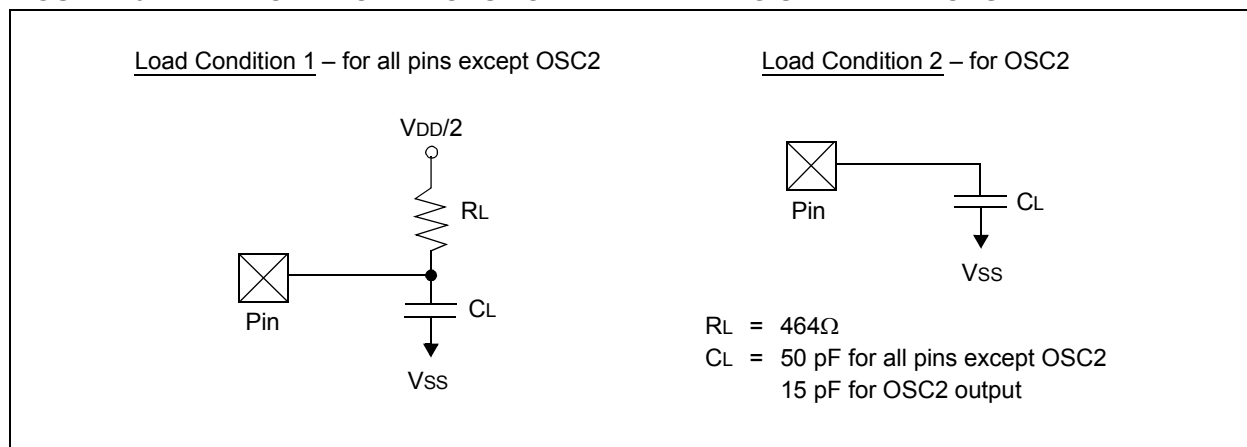 Load Condition 1 – for all pins except OSC2
VDD/2
RL
Pin
CL
VSS
Load Condition 2 – for OSC2
Pin
CL
VSS
RL = 464Ω
CL = 50 pF for all pins except OSC2
15 pF for OSC2 output